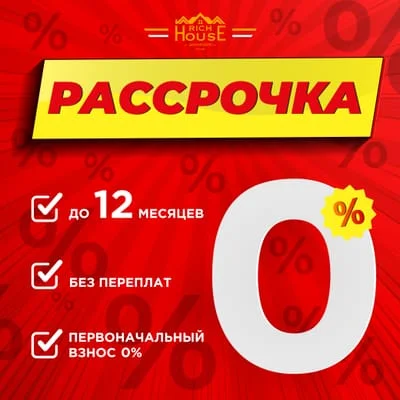 RICH
HOUSE
РАССРОЧКА
ДО 12 МЕСЯЦЕВ
0%
БЕЗ ПЕРЕПЛАТ
ПЕРВОНАЧАЛЬНЫЙ
ВЗНОС 0%